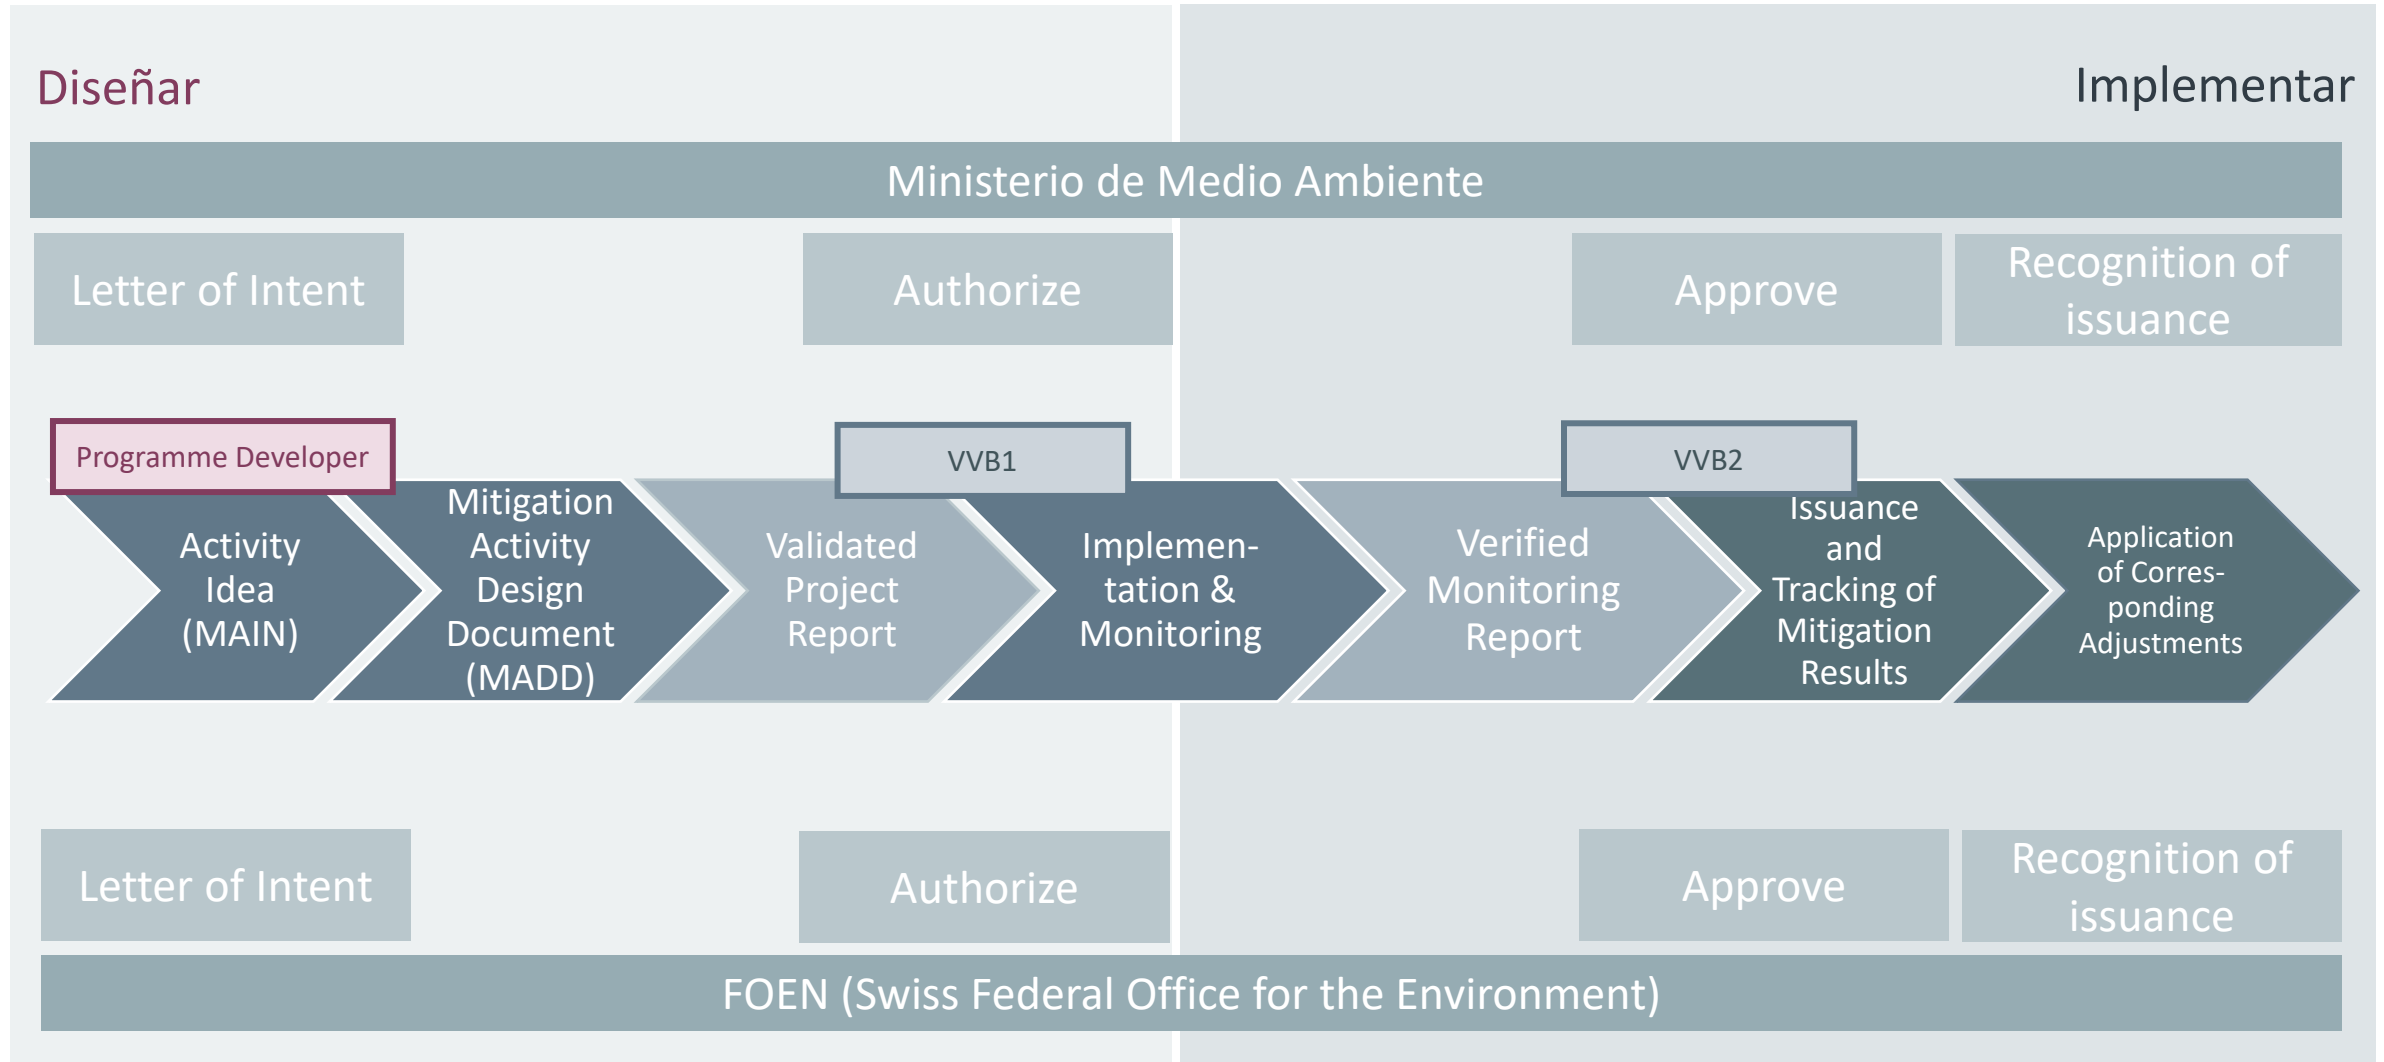 Diseñar
Implementar
Ministerio de Medio Ambiente
Letter of Intent
Authorize
Approve
Recognition of
issuance
Programme Developer
VVB1
VVB2
Activity
Idea
(MAIN)
Mitigation
Activity
Design
Document
(MADD)
Validated
Project
Report
Implemen-
tation &
Monitoring
Verified
Monitoring
Report
Issuance
and
Tracking of
Mitigation
Results
Application
of Corres-
ponding
Adjustments
Letter of Intent
Authorize
Approve
Recognition of
issuance
FOEN (Swiss Federal Office for the Environment)